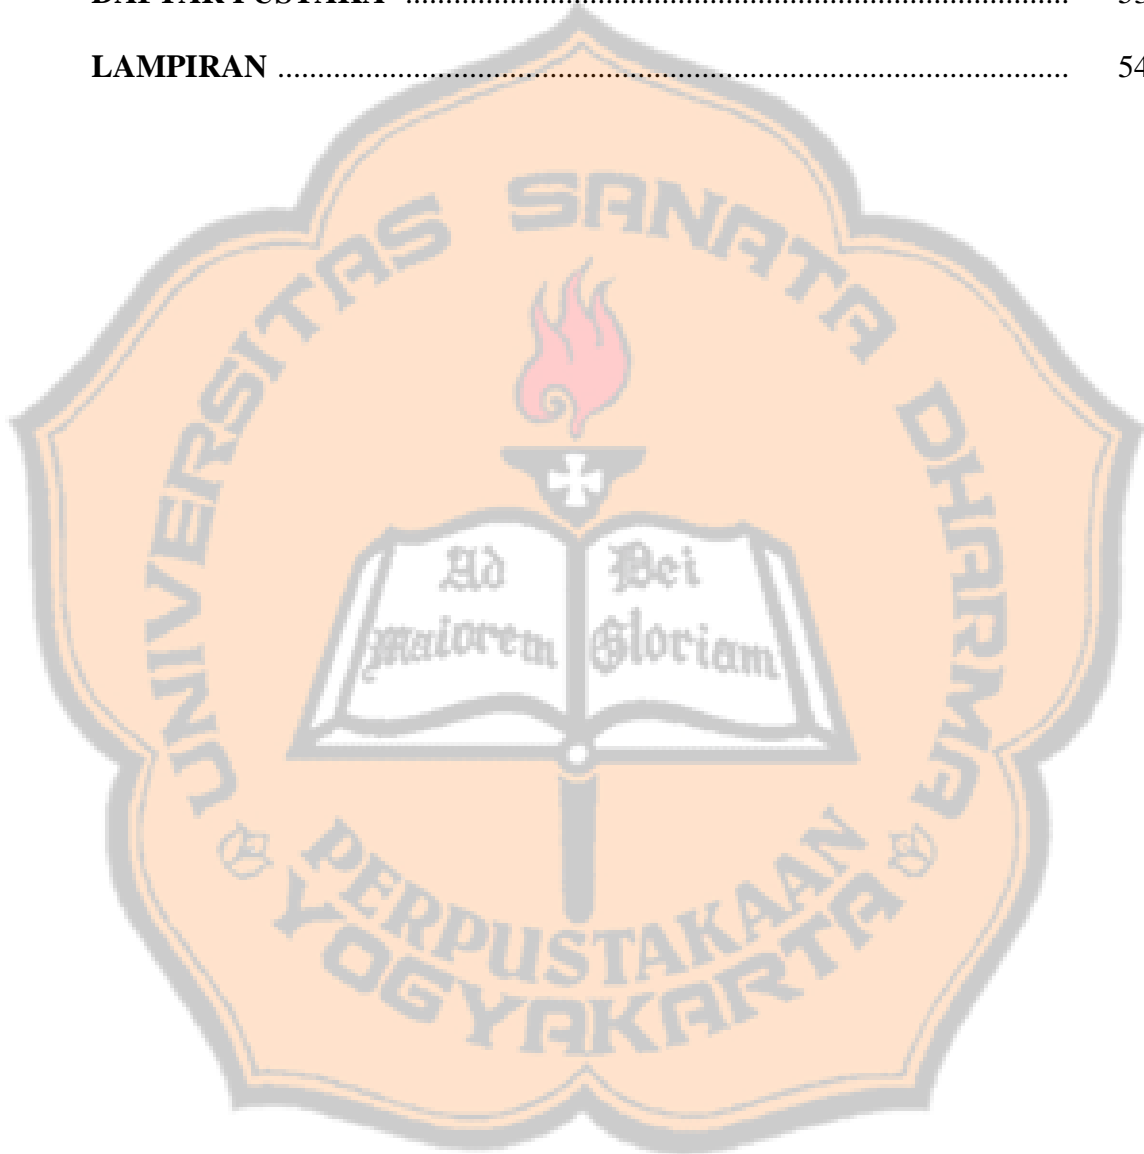 LAMPIRAN ........................................................................................................................ 54
UNIVERSITAS SANATA DHARMA
Ad Dei
Maiorem Gloriam
PERPUSTAKAAN
YOGYAKARTA